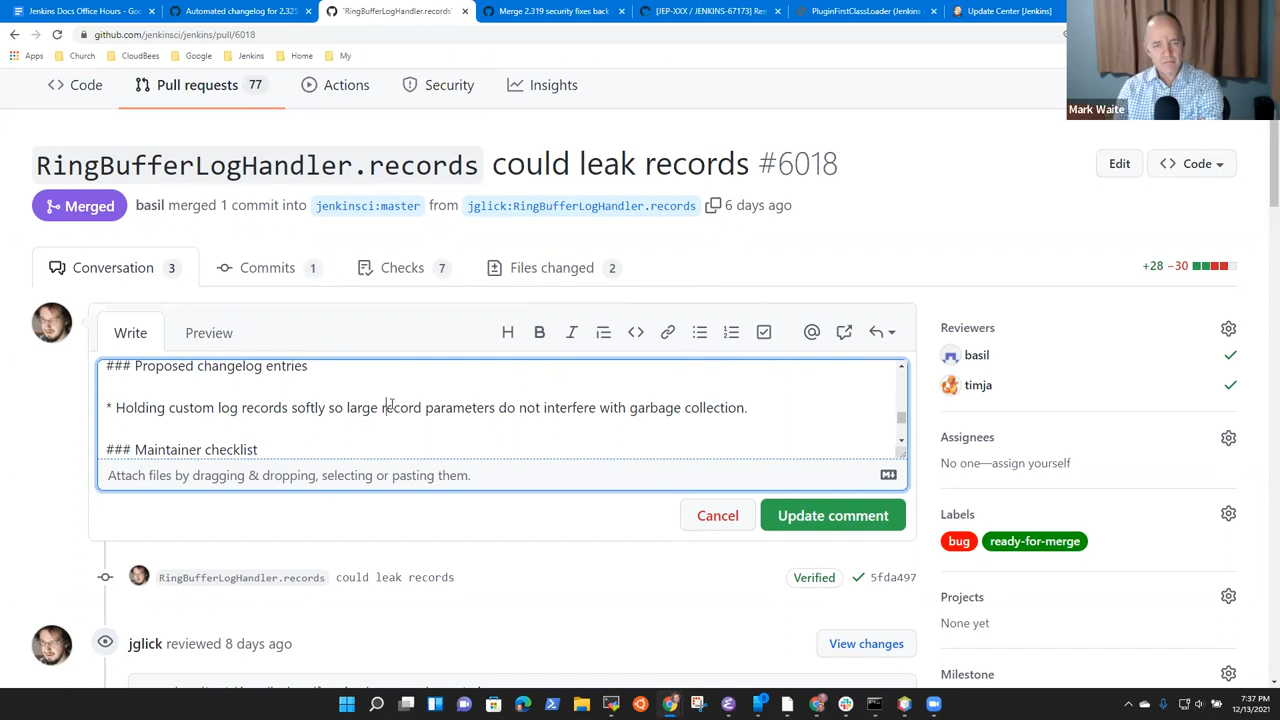 Jenkins Docs Office Hours - Goo
Automated changelog for 2.325
`RingBufferLogHandler.records`
Merge 2.319 security fixes back
[JEP-XXX / JENKINS-67173] Ren
PluginFirstClassLoader (Jenkins
Update Center [Jenkins]
github.com/jenkinsci/jenkins/pull/6018
Apps Church CloudBees Google Jenkins Home My
Mark Waite
Code Pull requests 77 Actions Security Insights
RingBufferLogHandler.records could leak records #6018
Edit Code
Merged basil merged 1 commit into jenkinsci:master from jglick:RingBufferLogHandler.records 6 days ago
Conversation 3 Commits 1 Checks 7 Files changed 2
+28 −30
Write Preview
### Proposed changelog entries
* Holding custom log records softly so large record parameters do not interfere with garbage collection.
### Maintainer checklist
Attach files by dragging & dropping, selecting or pasting them.
Cancel Update comment
Reviewers
basil
timja
Assignees
No one—assign yourself
Labels
bug ready-for-merge
Projects
None yet
Milestone
RingBufferLogHandler.records could leak records
Verified 5fda497
jglick reviewed 8 days ago
View changes
7:37 PM
12/13/2021